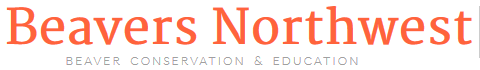 Beavers Northwest
BEAVER CONSERVATION & EDUCATION